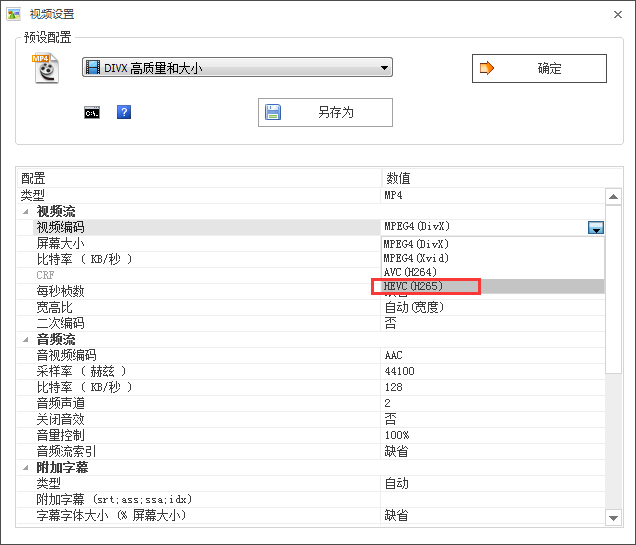 视频设置
预设配置
MP4
DIVX 高质量和大小
确定
C:\.
?
另存为
配置 数值
类型 MP4
视频流
视频编码 MPEG4(DivX)
屏幕大小 MPEG4(DivX)
比特率 ( KB/秒 ) MPEG4(Xvid)
CRF AVC(H264)
HEVC(H265)
每秒桢数
宽高比 自动(宽度)
二次编码 否
音频流
音视频编码 AAC
采样率 ( 赫兹 ) 44100
比特率 ( KB/秒 ) 128
音频声道 2
关闭音效 否
音量控制 100%
音频流索引 缺省
附加字幕
类型 自动
附加字幕 (srt;ass;ssa;idx)
字幕字体大小 (% 屏幕大小) 缺省